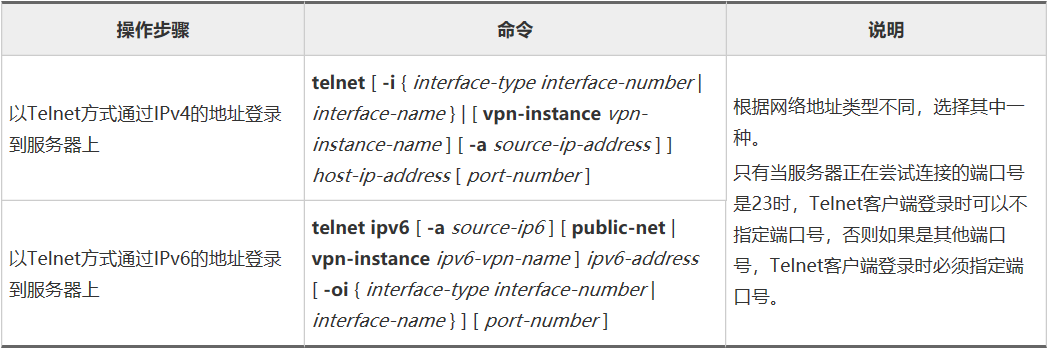 操作步骤 命令 说明
以Telnet方式通过IPv4的地址登录
到服务器上
telnet [ -i { interface-type interface-number |
interface-name } | [ vpn-instance vpn-
instance-name ] [ -a source-ip-address ] ]
host-ip-address [ port-number ]
根据网络地址类型不同，选择其中一
种。
只有当服务器正在尝试连接的端口号
是23时，Telnet客户端登录时可以不
指定端口号，否则如果是其他端口
号，Telnet客户端登录时必须指定端
口号。
以Telnet方式通过IPv6的地址登录
到服务器上
telnet ipv6 [ -a source-ip6 ] [ public-net |
vpn-instance ipv6-vpn-name ] ipv6-address
[ -oi { interface-type interface-number |
interface-name } ] [ port-number ]